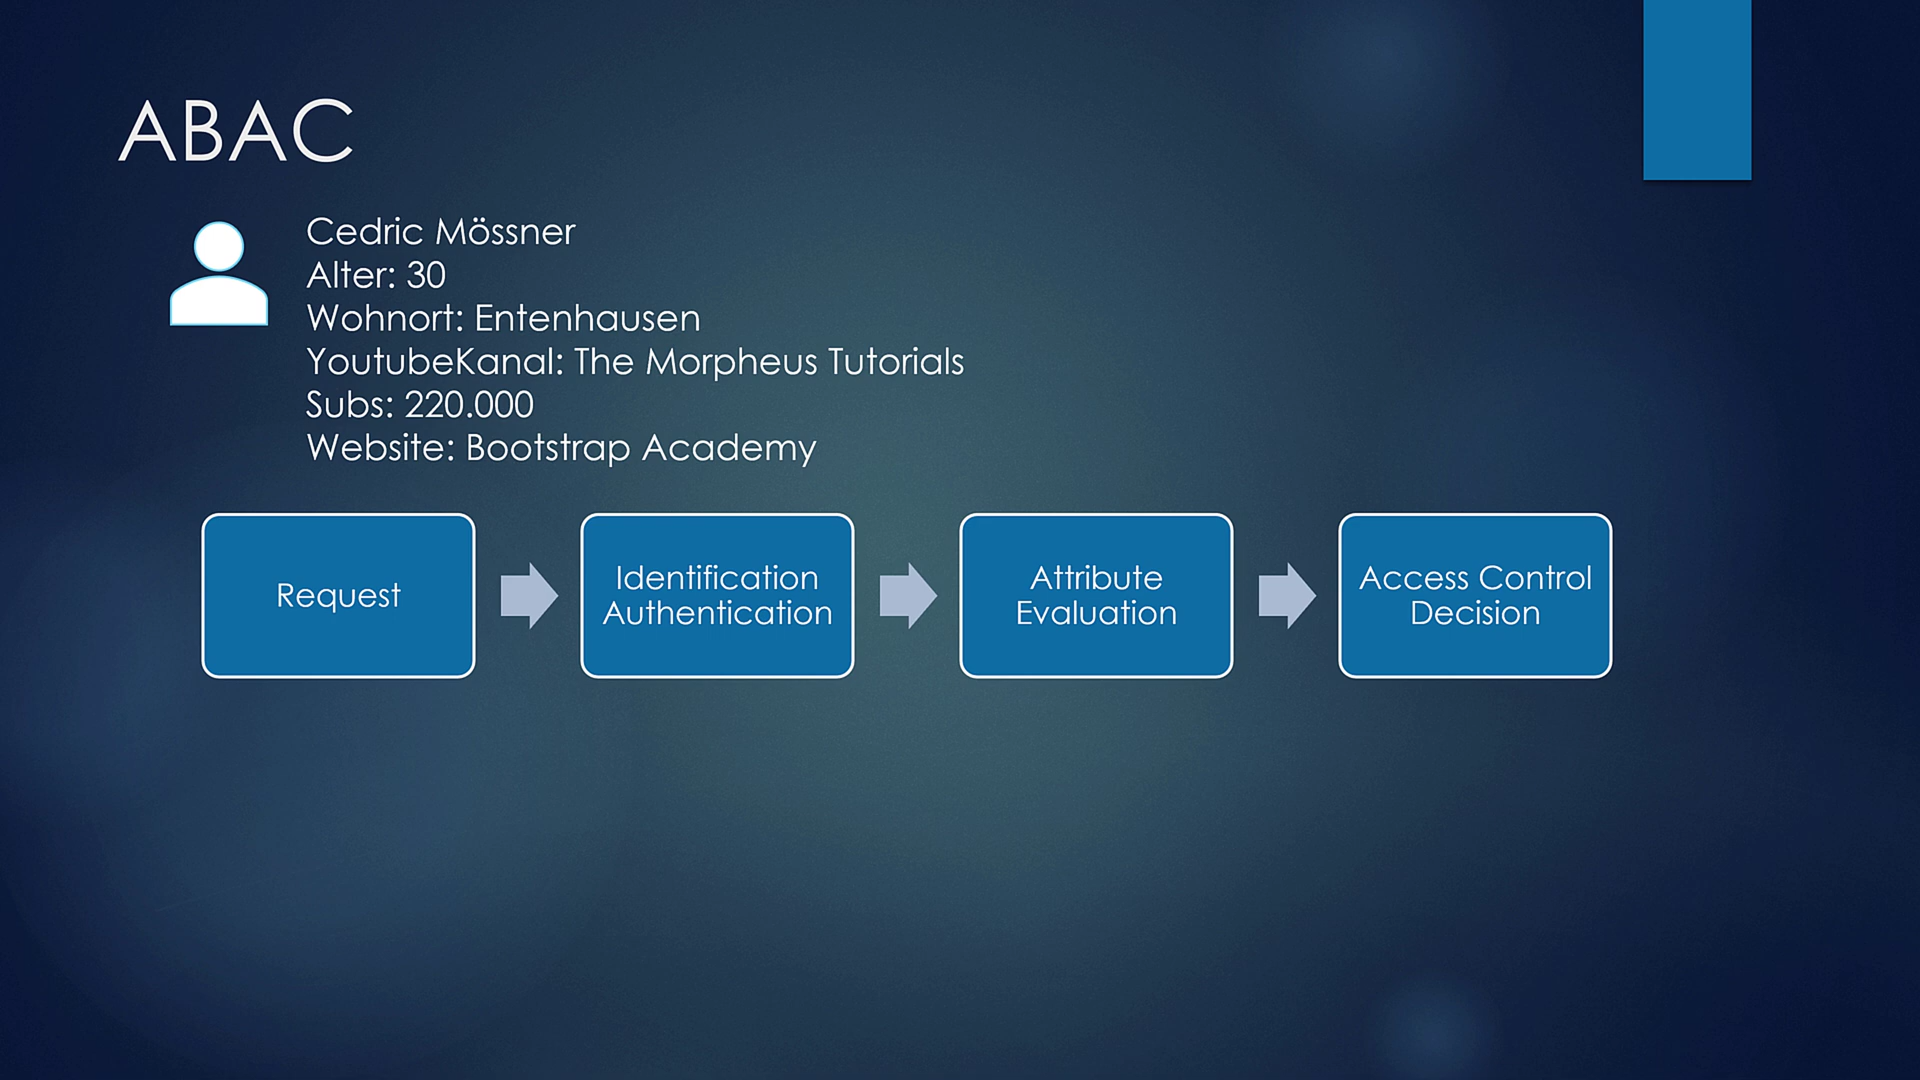 ABAC
Cedric Mössner
Alter: 30
Wohnort: Entenhausen
YoutubeKanal: The Morpheus Tutorials
Subs: 220.000
Website: Bootstrap Academy
Request
Identification
Authentication
Attribute
Evaluation
Access Control
Decision